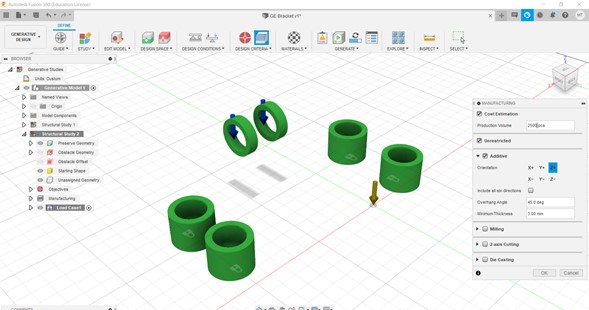 Autodesk Fusion 360 (Education License)
GE Bracket v1*
GENERATIVE DESIGN
DEFINE
GUIDE
STUDY
EDIT MODEL
DESIGN SPACE
DESIGN CONDITIONS
DESIGN CRITERIA
MATERIALS
GENERATE
EXPLORE
INSPECT
SELECT
BROWSER
Generative Studies
Units: Custom
Generative Model 1
Named Views
Origin
Model Components
Structural Study 1
Structural Study 2
Preserve Geometry
Obstacle Geometry
Obstacle Offset
Starting Shape
Unassigned Geometry
Objectives
Manufacturing
Load Case1
MANUFACTURING
Cost Estimation
Production Volume
Unrestricted
Additive
Orientation X+ Y+ Z+
X- Y- Z-
Include all six directions
Overhang Angle 45.0 deg
Minimum Thickness 3.00 mm
Milling
2-axis Cutting
Die Casting
OK Cancel
COMMENTS